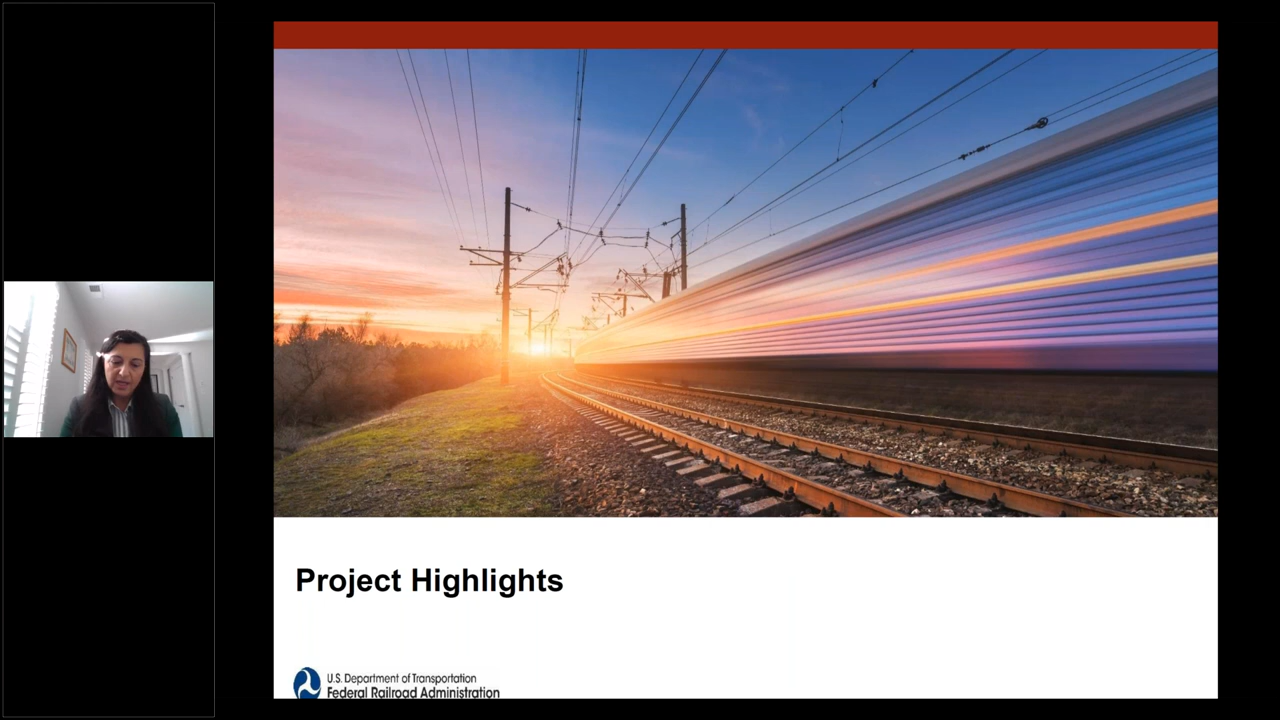 Project Highlights
U.S. Department of Transportation
Federal Railroad Administration